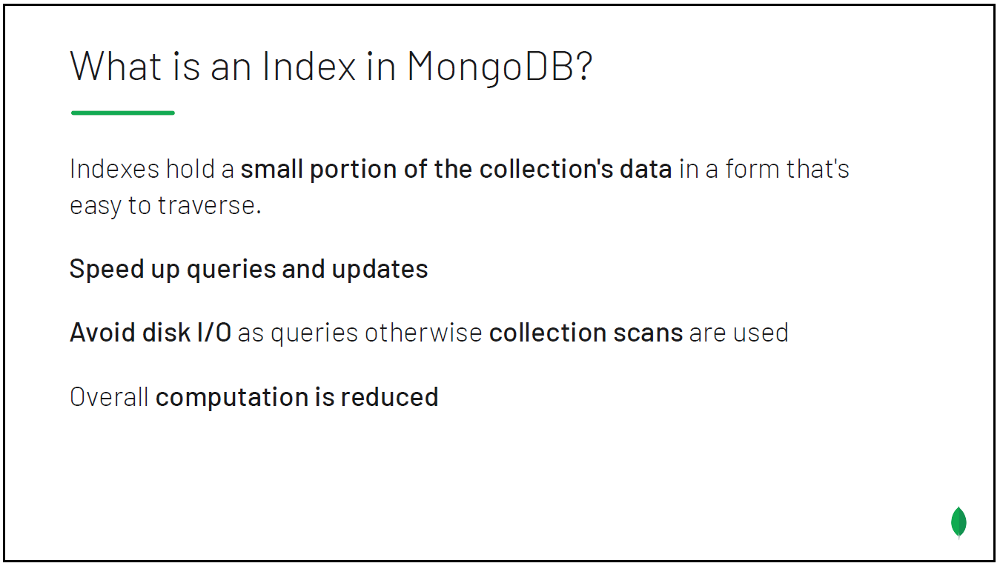 What is an Index in MongoDB?
Indexes hold a small portion of the collection's data in a form that's
easy to traverse.
Speed up queries and updates
Avoid disk I/O as queries otherwise collection scans are used
Overall computation is reduced